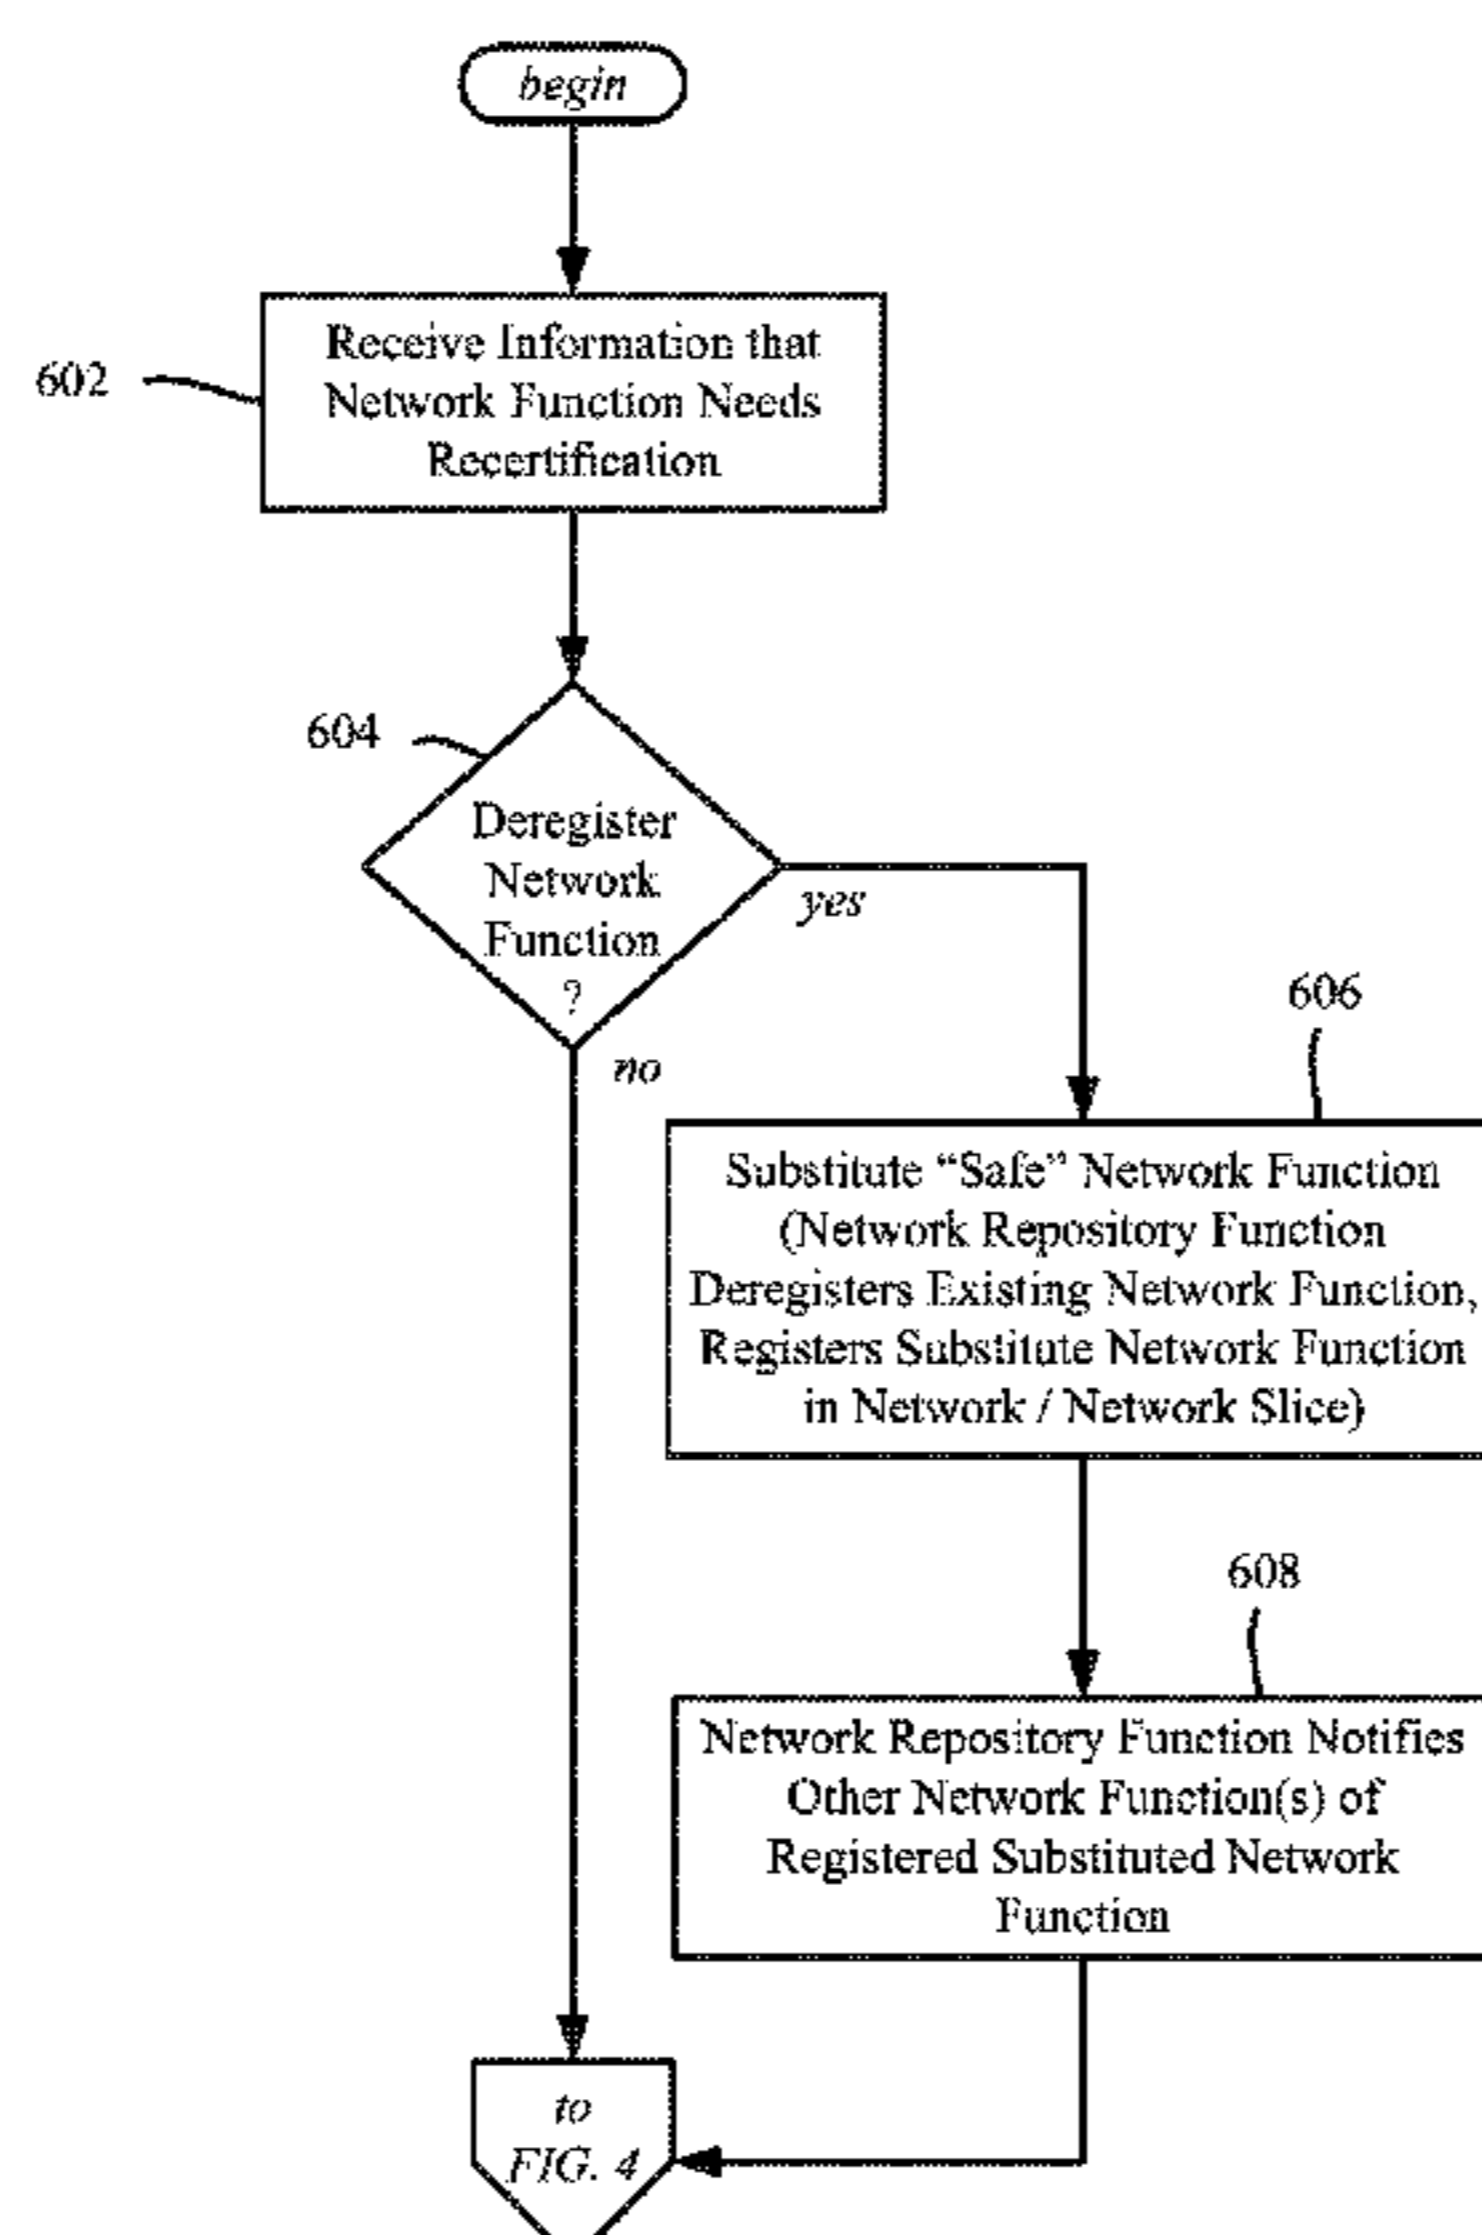 begin
602
Receive Information that
Network Function Needs
Recertification
604
Deregister
Network
Function
?
yes
no
606
Substitute “Safe” Network Function
(Network Repository Function
Deregisters Existing Network Function,
Registers Substitute Network Function
in Network / Network Slice)
608
Network Repository Function Notifies
Other Network Function(s) of
Registered Substituted Network
Function
to
FIG. 4